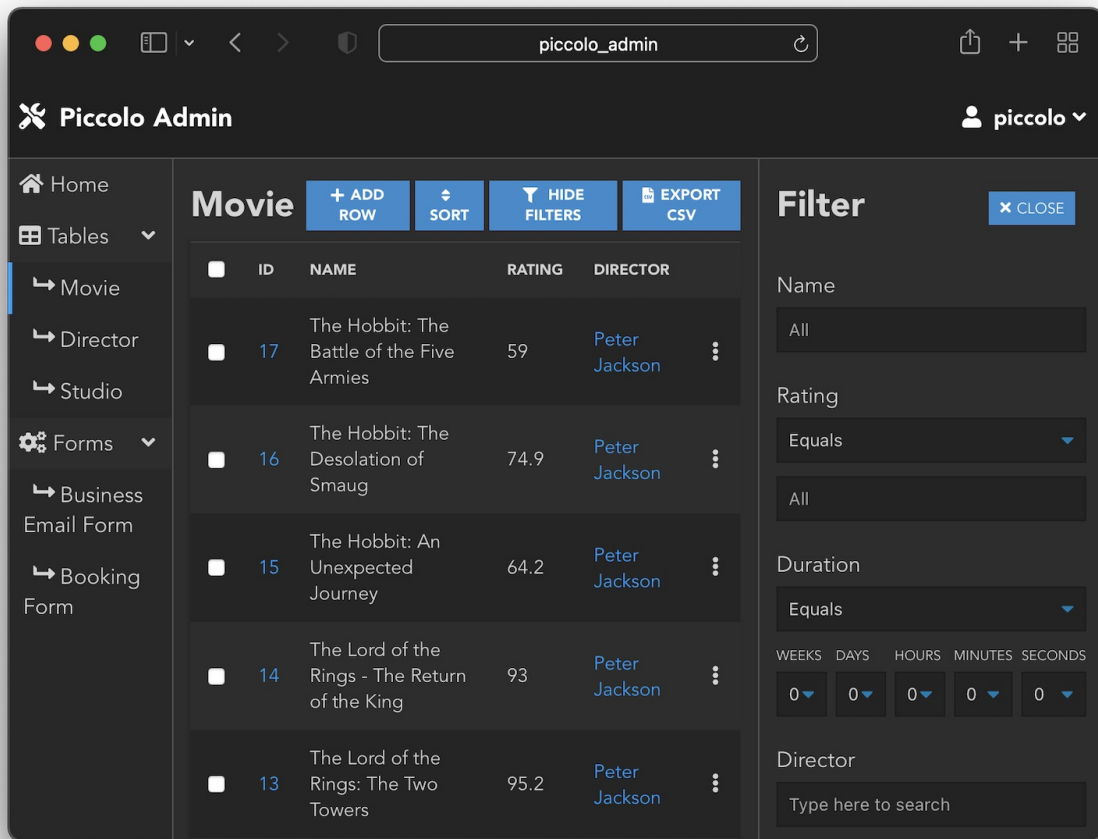 piccolo_admin
Piccolo Admin
piccolo
Home
Tables
Movie
Director
Studio
Forms
Business
Email Form
Booking
Form
Movie
+ ADD
ROW
SORT
HIDE
FILTERS
EXPORT
CSV
ID NAME RATING DIRECTOR
17
The Hobbit: The
Battle of the Five
Armies
59
Peter
Jackson
16
The Hobbit: The
Desolation of
Smaug
74.9
Peter
Jackson
15
The Hobbit: An
Unexpected
Journey
64.2
Peter
Jackson
14
The Lord of the
Rings - The Return
of the King
93
Peter
Jackson
13
The Lord of the
Rings: The Two
Towers
95.2
Peter
Jackson
Filter
× CLOSE
Name
All
Rating
Equals
All
Duration
Equals
WEEKS DAYS HOURS MINUTES SECONDS
0 0 0 0 0
Director
Type here to search